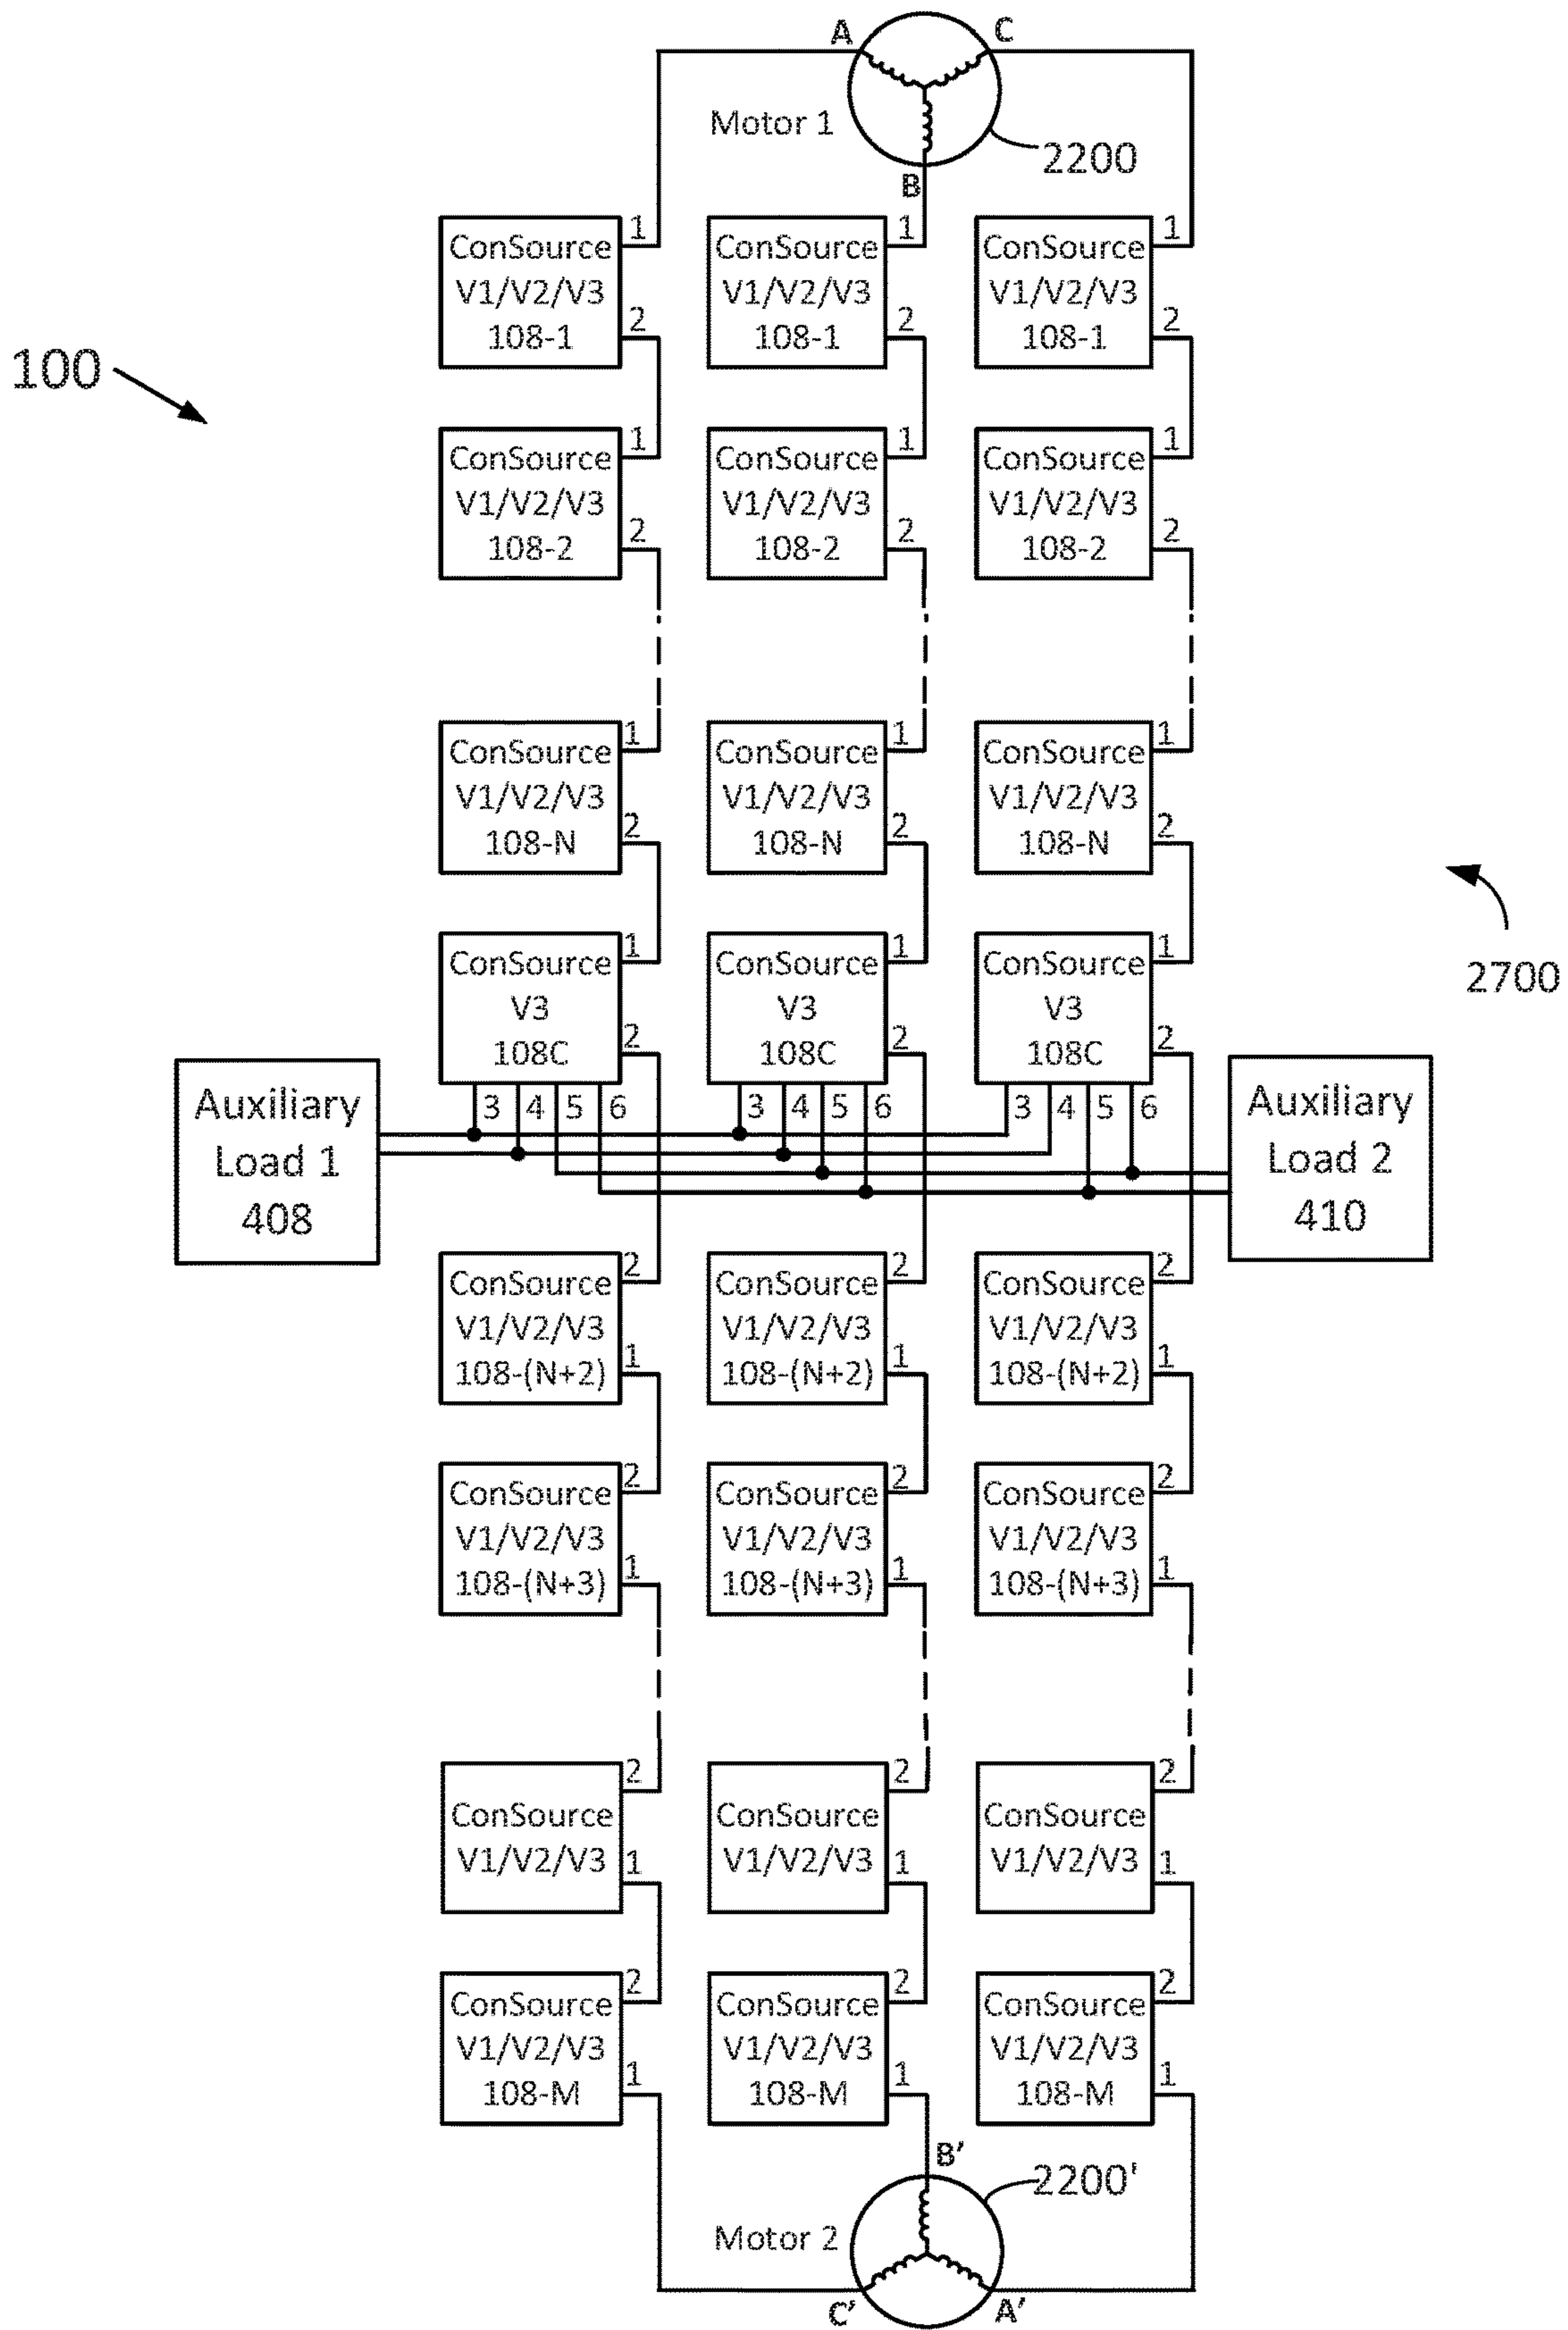 A
C
Motor 1
2200
B
100
ConSource
V1/V2/V3
108-1
1
2
ConSource
V1/V2/V3
108-1
1
2
ConSource
V1/V2/V3
108-1
1
2
ConSource
V1/V2/V3
108-2
1
2
ConSource
V1/V2/V3
108-2
1
2
ConSource
V1/V2/V3
108-2
1
2
ConSource
V1/V2/V3
108-N
1
2
ConSource
V1/V2/V3
108-N
1
2
ConSource
V1/V2/V3
108-N
1
2
2700
ConSource
V3
108C
1
2
3 4 5 6
ConSource
V3
108C
1
2
3 4 5 6
ConSource
V3
108C
1
2
3 4 5 6
Auxiliary
Load 1
408
Auxiliary
Load 2
410
ConSource
V1/V2/V3
108-(N+2)
2
1
ConSource
V1/V2/V3
108-(N+2)
2
1
ConSource
V1/V2/V3
108-(N+2)
2
1
ConSource
V1/V2/V3
108-(N+3)
2
1
ConSource
V1/V2/V3
108-(N+3)
2
1
ConSource
V1/V2/V3
108-(N+3)
2
1
ConSource
V1/V2/V3
2
1
ConSource
V1/V2/V3
2
1
ConSource
V1/V2/V3
2
1
ConSource
V1/V2/V3
108-M
2
1
ConSource
V1/V2/V3
108-M
2
1
ConSource
V1/V2/V3
108-M
2
1
B'
2200'
Motor 2
C'
A'